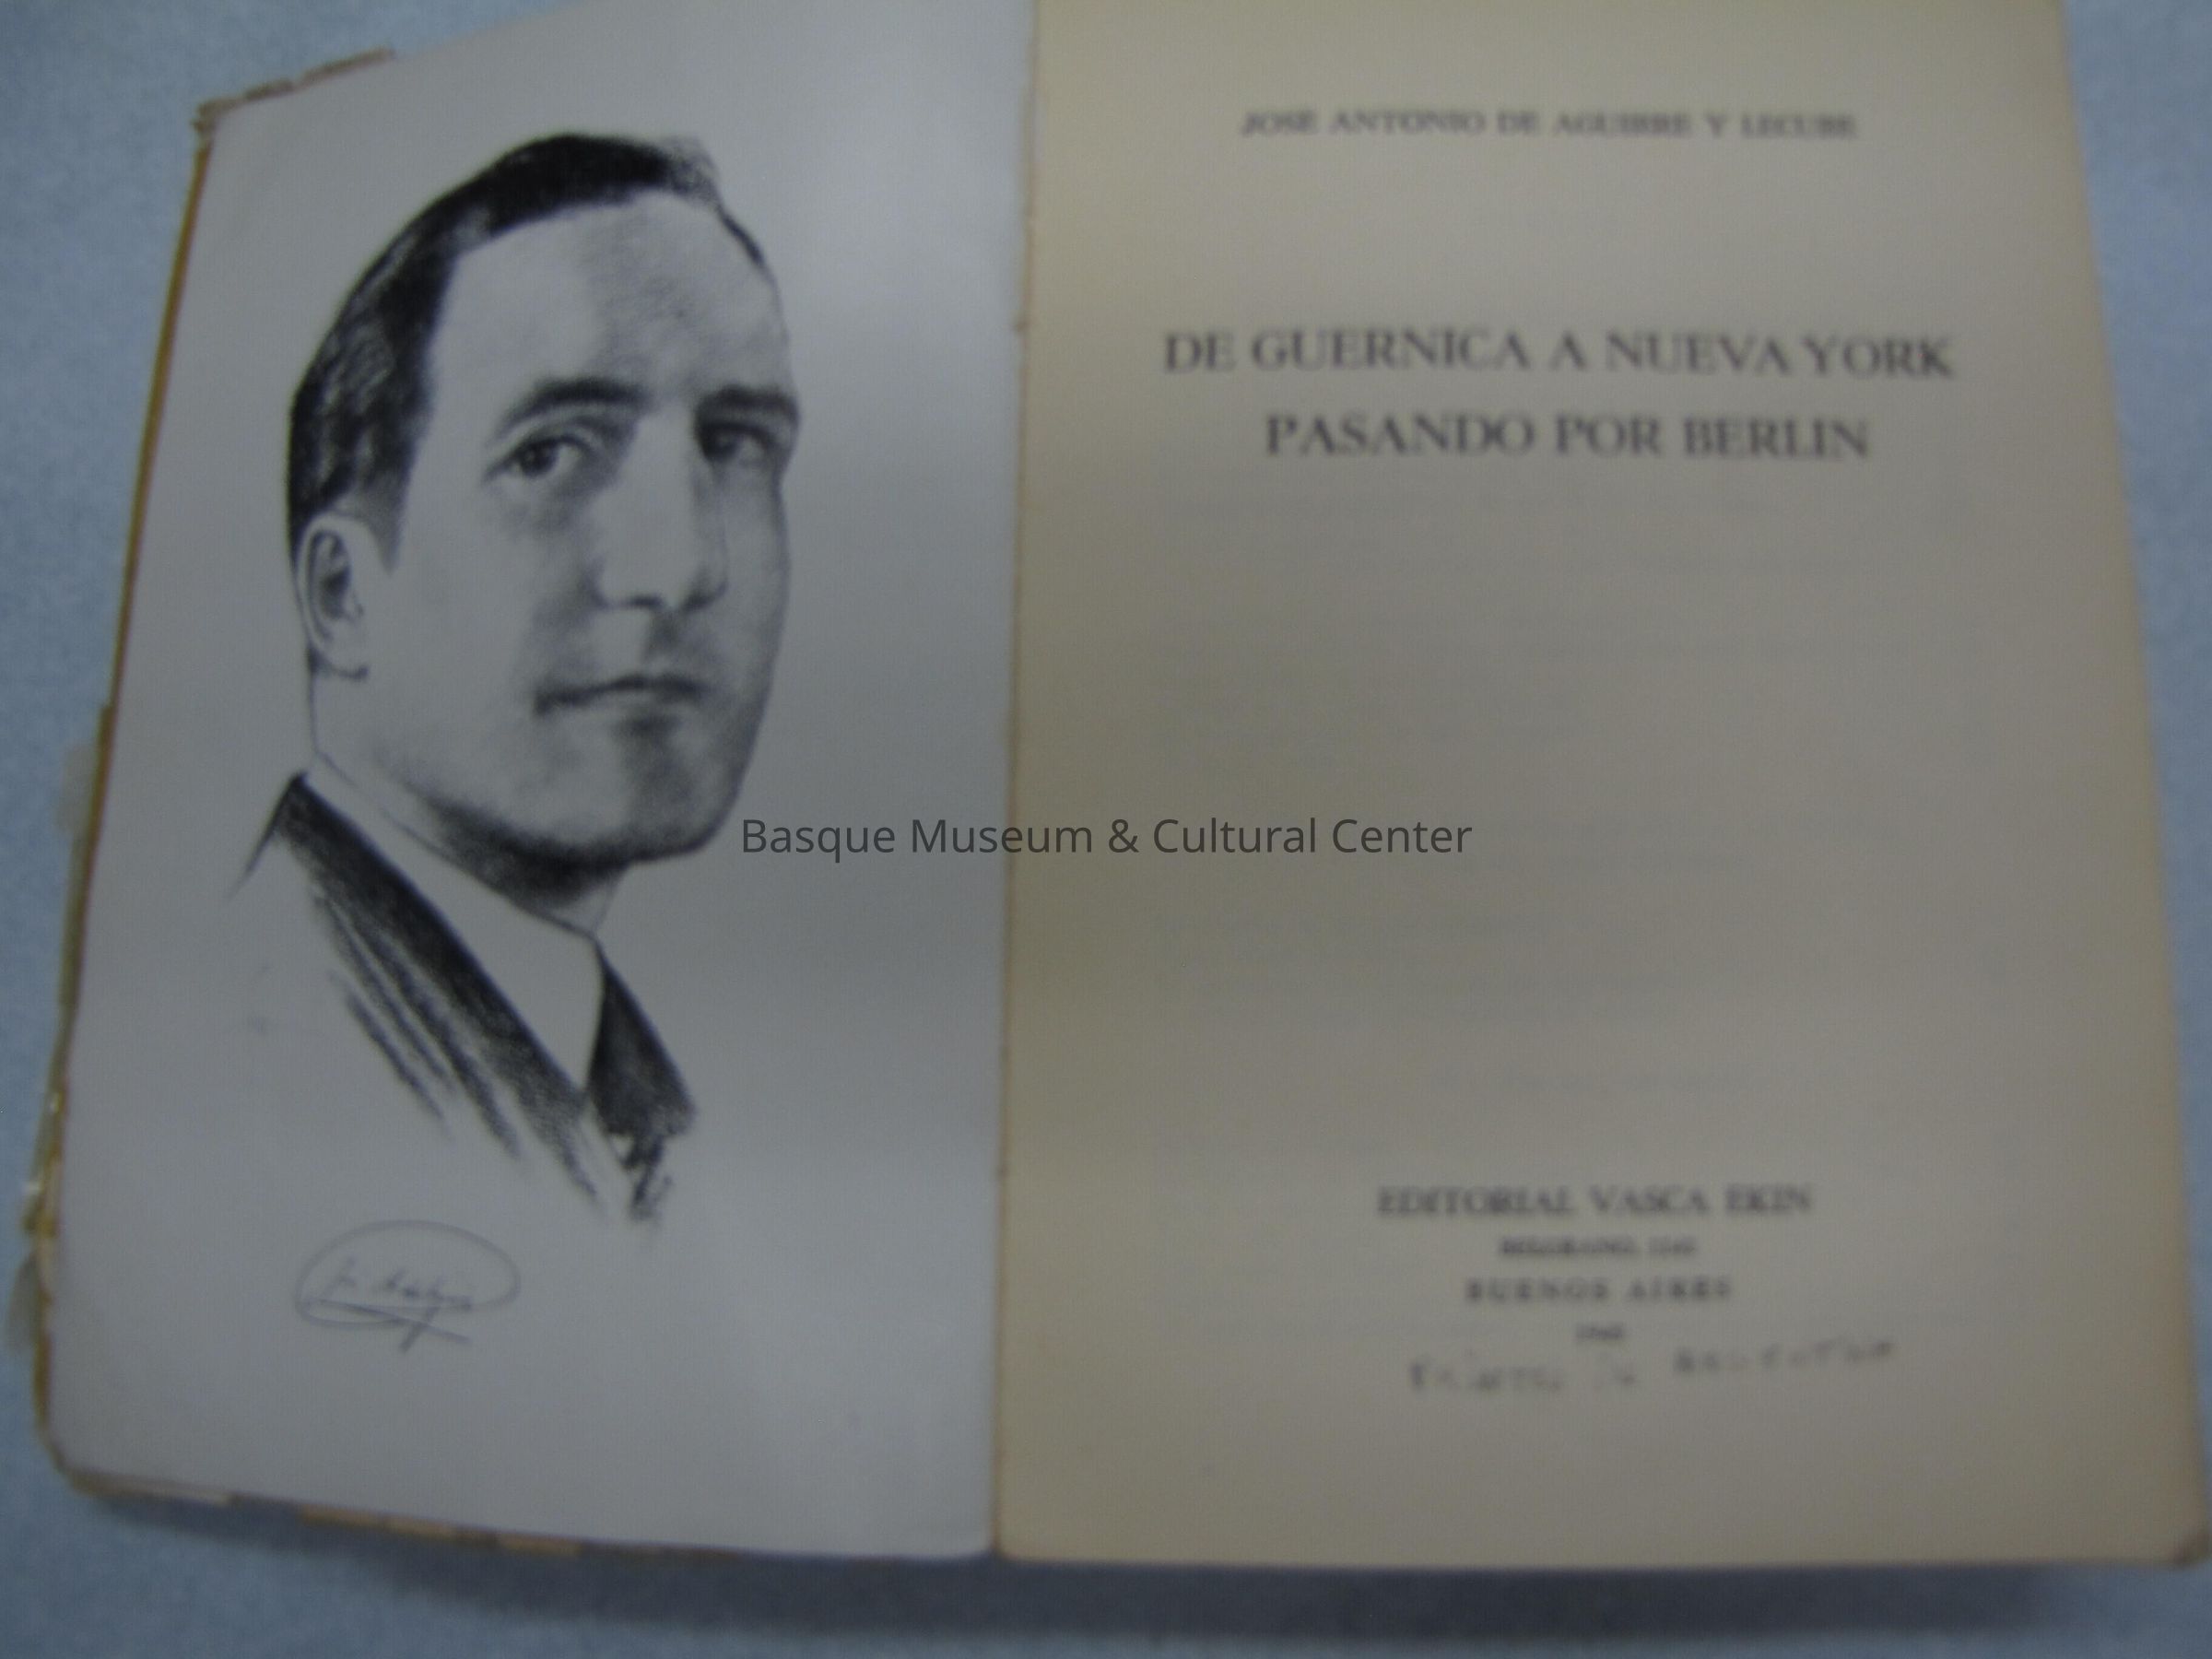 JOSE ANTONIO DE AGUIRRE Y LECUBE
DE GUERNICA A NUEVA YORK
PASANDO POR BERLIN
Basque Museum & Cultural Center
EDITORIAL VASCA EKIN
BELGRANO,
BUENOS AIRES